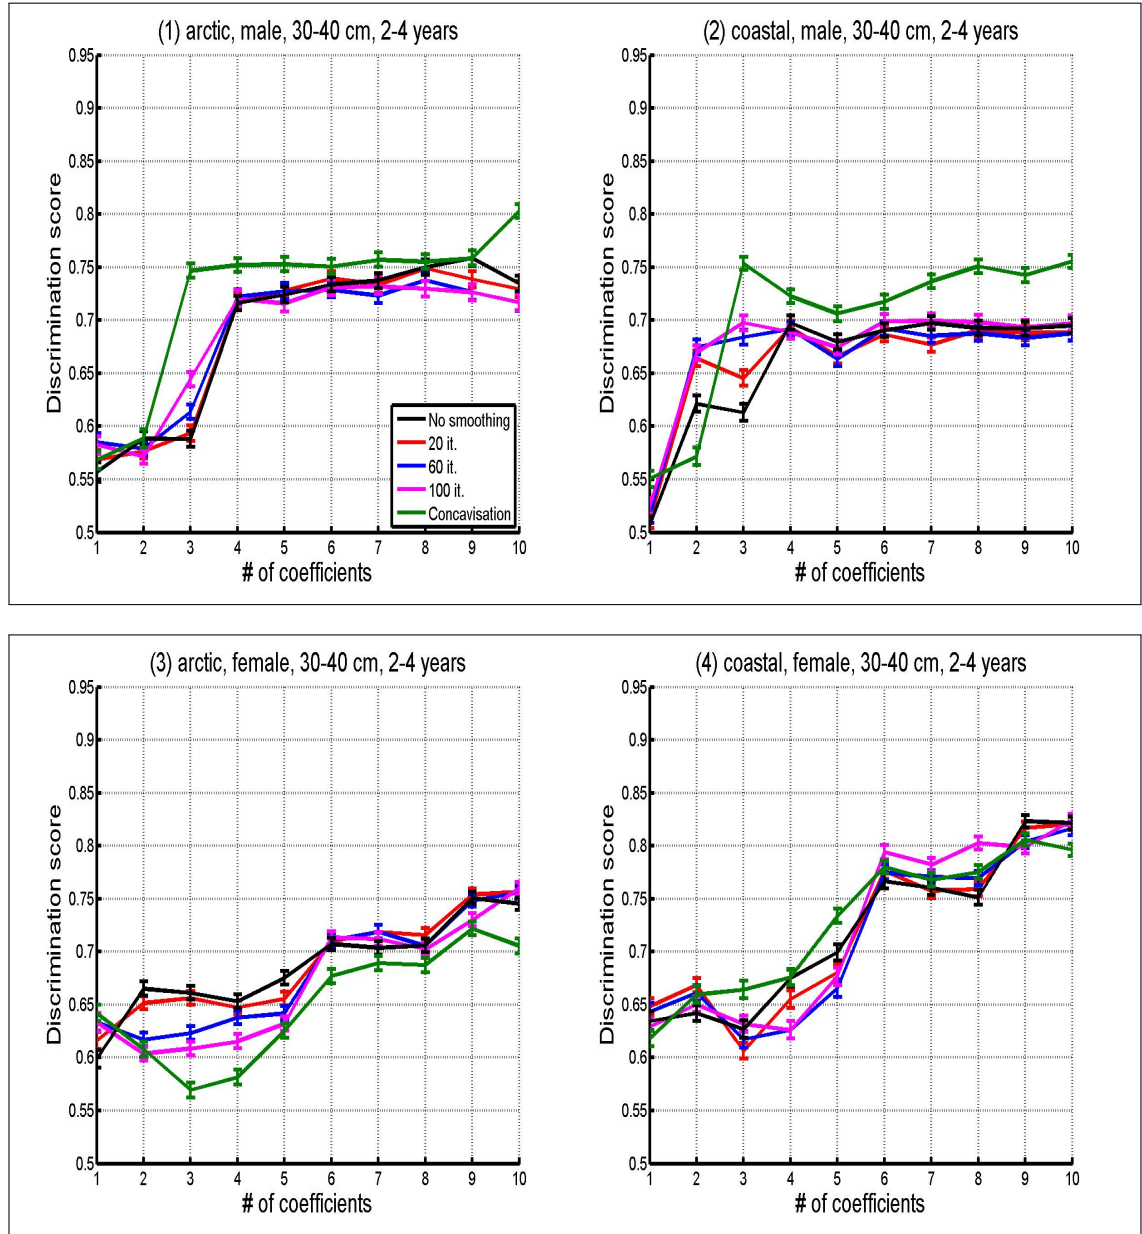 (1) arctic, male, 30-40 cm, 2-4 years
0.95
0.9
0.85
0.8
0.75
0.7
0.65
0.6
0.55
0.5
Discrimination score
No smoothing
20 it.
60 it.
100 it.
Concavisation
1 2 3 4 5 6 7 8 9 10
# of coefficients
(2) coastal, male, 30-40 cm, 2-4 years
0.95
0.9
0.85
0.8
0.75
0.7
0.65
0.6
0.55
0.5
Discrimination score
1 2 3 4 5 6 7 8 9 10
# of coefficients
(3) arctic, female, 30-40 cm, 2-4 years
0.95
0.9
0.85
0.8
0.75
0.7
0.65
0.6
0.55
0.5
Discrimination score
1 2 3 4 5 6 7 8 9 10
# of coefficients
(4) coastal, female, 30-40 cm, 2-4 years
0.95
0.9
0.85
0.8
0.75
0.7
0.65
0.6
0.55
0.5
Discrimination score
1 2 3 4 5 6 7 8 9 10
# of coefficients